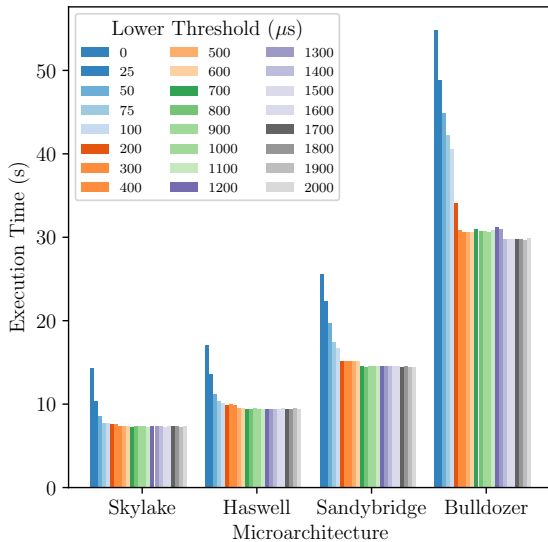 Lower Threshold (μs)
0 500 1300
25 600 1400
50 700 1500
75 800 1600
100 900 1700
200 1000 1800
300 1100 1900
400 1200 2000
Execution Time (s)
50
40
30
20
10
0
Skylake Haswell Sandybridge Bulldozer
Microarchitecture